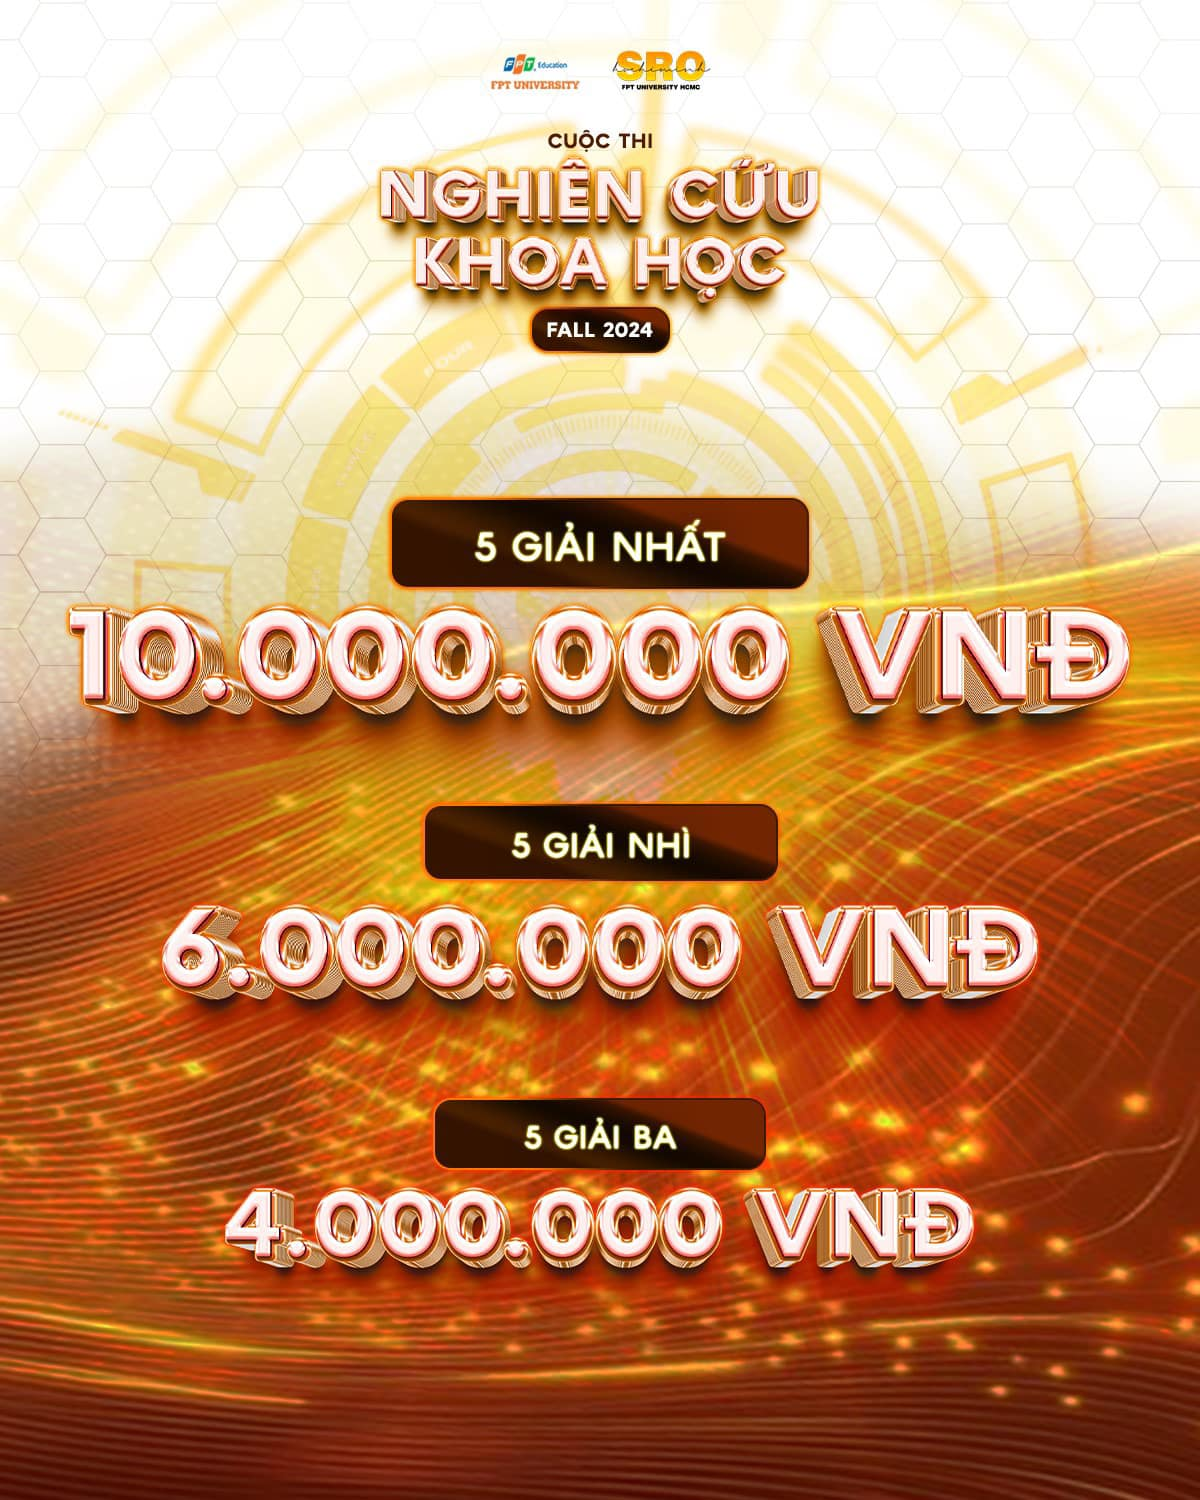 FPT Education
FPT UNIVERSITY
SRO
hochiminh
FPT UNIVERSITY HCMC
CUỘC THI
NGHIÊN CỨU
KHOA HỌC
FALL 2024
5 GIẢI NHẤT
10.000.000 VNĐ
5 GIẢI NHÌ
6.000.000 VNĐ
5 GIẢI BA
4.000.000 VNĐ